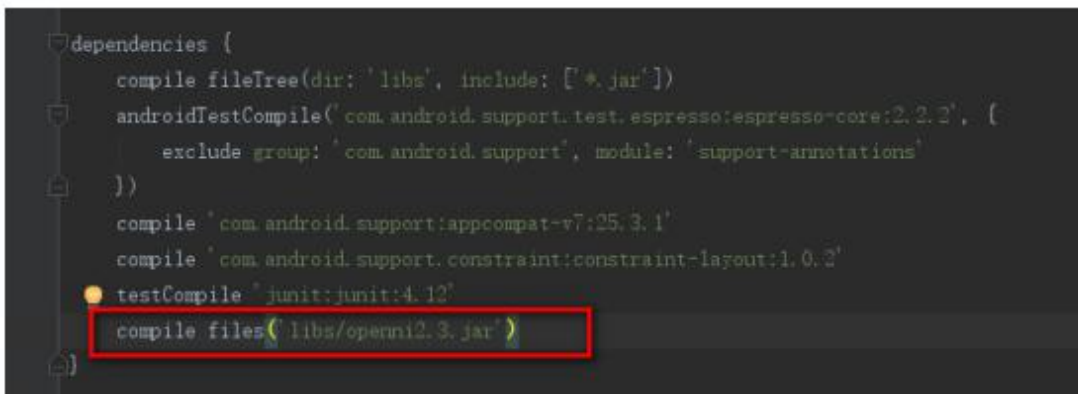 dependencies {
compile fileTree(dir: 'libs', include: ['*.jar'])
androidTestCompile('com.android.support.test.espresso:espresso-core:2.2.2', {
exclude group: 'com.android.support', module: 'support-annotations'
})
compile 'com.android.support:appcompat-v7:25.3.1'
compile 'com.android.support.constraint:constraint-layout:1.0.2'
testCompile 'junit:junit:4.12'
compile files('libs/openni2.3.jar')
}